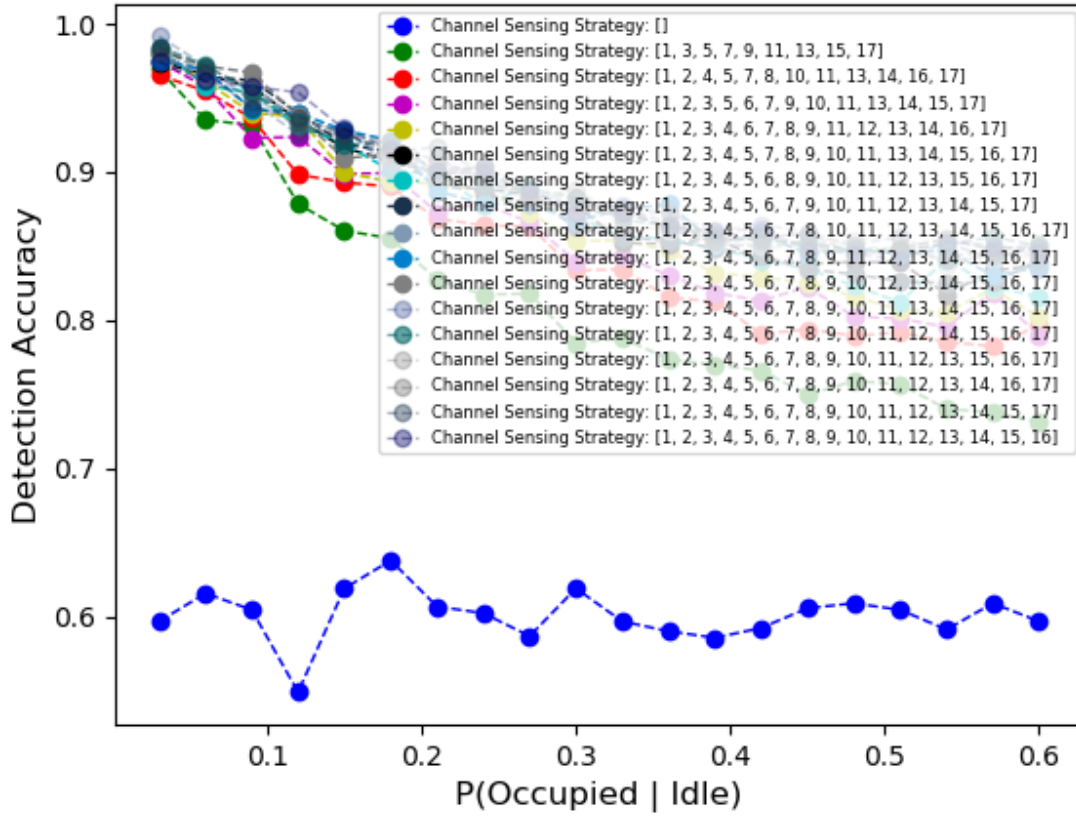 1.0
0.9
0.8
0.7
0.6
Detection Accuracy
Channel Sensing Strategy: []
Channel Sensing Strategy: [1, 3, 5, 7, 9, 11, 13, 15, 17]
Channel Sensing Strategy: [1, 2, 4, 5, 7, 8, 10, 11, 13, 14, 16, 17]
Channel Sensing Strategy: [1, 2, 3, 5, 6, 7, 9, 10, 11, 13, 14, 15, 17]
Channel Sensing Strategy: [1, 2, 3, 4, 6, 7, 8, 9, 11, 12, 13, 14, 16, 17]
Channel Sensing Strategy: [1, 2, 3, 4, 5, 7, 8, 9, 10, 11, 13, 14, 15, 16, 17]
Channel Sensing Strategy: [1, 2, 3, 4, 5, 6, 8, 9, 10, 11, 12, 13, 15, 16, 17]
Channel Sensing Strategy: [1, 2, 3, 4, 5, 6, 7, 9, 10, 11, 12, 13, 14, 15, 17]
Channel Sensing Strategy: [1, 2, 3, 4, 5, 6, 7, 8, 10, 11, 12, 13, 14, 15, 16, 17]
Channel Sensing Strategy: [1, 2, 3, 4, 5, 6, 7, 8, 9, 11, 12, 13, 14, 15, 16, 17]
Channel Sensing Strategy: [1, 2, 3, 4, 5, 6, 7, 8, 9, 10, 12, 13, 14, 15, 16, 17]
Channel Sensing Strategy: [1, 2, 3, 4, 5, 6, 7, 8, 9, 10, 11, 13, 14, 15, 16, 17]
Channel Sensing Strategy: [1, 2, 3, 4, 5, 6, 7, 8, 9, 10, 11, 12, 14, 15, 16, 17]
Channel Sensing Strategy: [1, 2, 3, 4, 5, 6, 7, 8, 9, 10, 11, 12, 13, 15, 16, 17]
Channel Sensing Strategy: [1, 2, 3, 4, 5, 6, 7, 8, 9, 10, 11, 12, 13, 14, 16, 17]
Channel Sensing Strategy: [1, 2, 3, 4, 5, 6, 7, 8, 9, 10, 11, 12, 13, 14, 15, 17]
Channel Sensing Strategy: [1, 2, 3, 4, 5, 6, 7, 8, 9, 10, 11, 12, 13, 14, 15, 16]
0.1 0.2 0.3 0.4 0.5 0.6
P(Occupied | Idle)